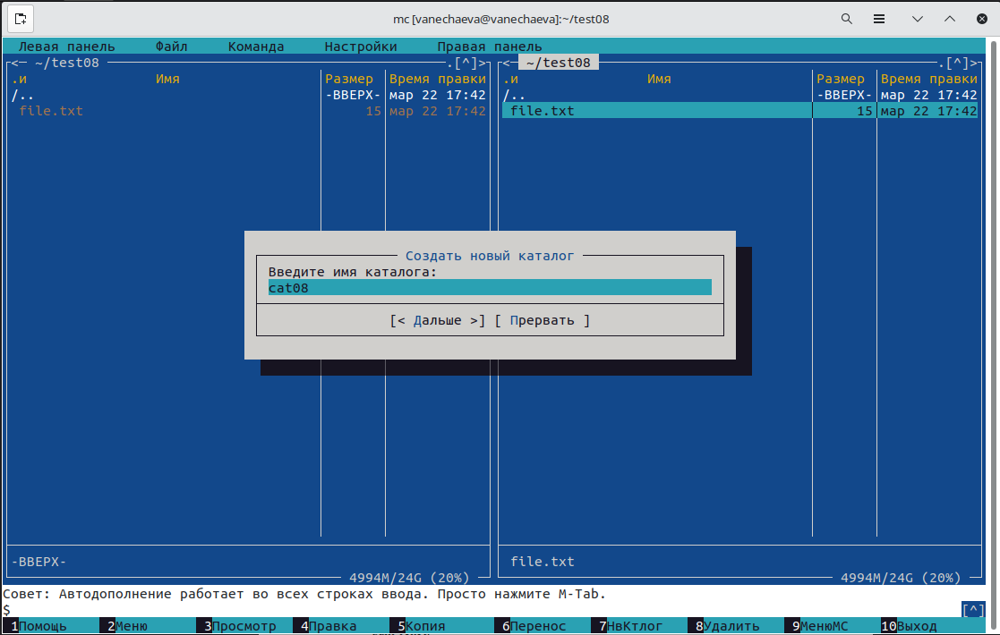 mc [vanechaeva@vanechaeva]:~/test08
Левая панель Файл Команда Настройки Правая панель
<─ ~/test08 .[^]> <─ ~/test08 .[^]>
.и Имя Размер Время правки .и Имя Размер Время правки
/.. -ВВЕРХ- мар 22 17:42 /.. -ВВЕРХ- мар 22 17:42
file.txt 15 мар 22 17:42 file.txt 15 мар 22 17:42
Создать новый каталог
Введите имя каталога:
cat08
[< Дальше >] [ Прервать ]
-ВВЕРХ- file.txt
4994M/24G (20%) 4994M/24G (20%)
Совет: Автодополнение работает во всех строках ввода. Просто нажмите M-Tab.
$ [^]
1Помощь 2Меню 3Просмотр 4Правка 5Копия 6Перенос 7НвКтлог 8Удалить 9МенюМС 10Выход